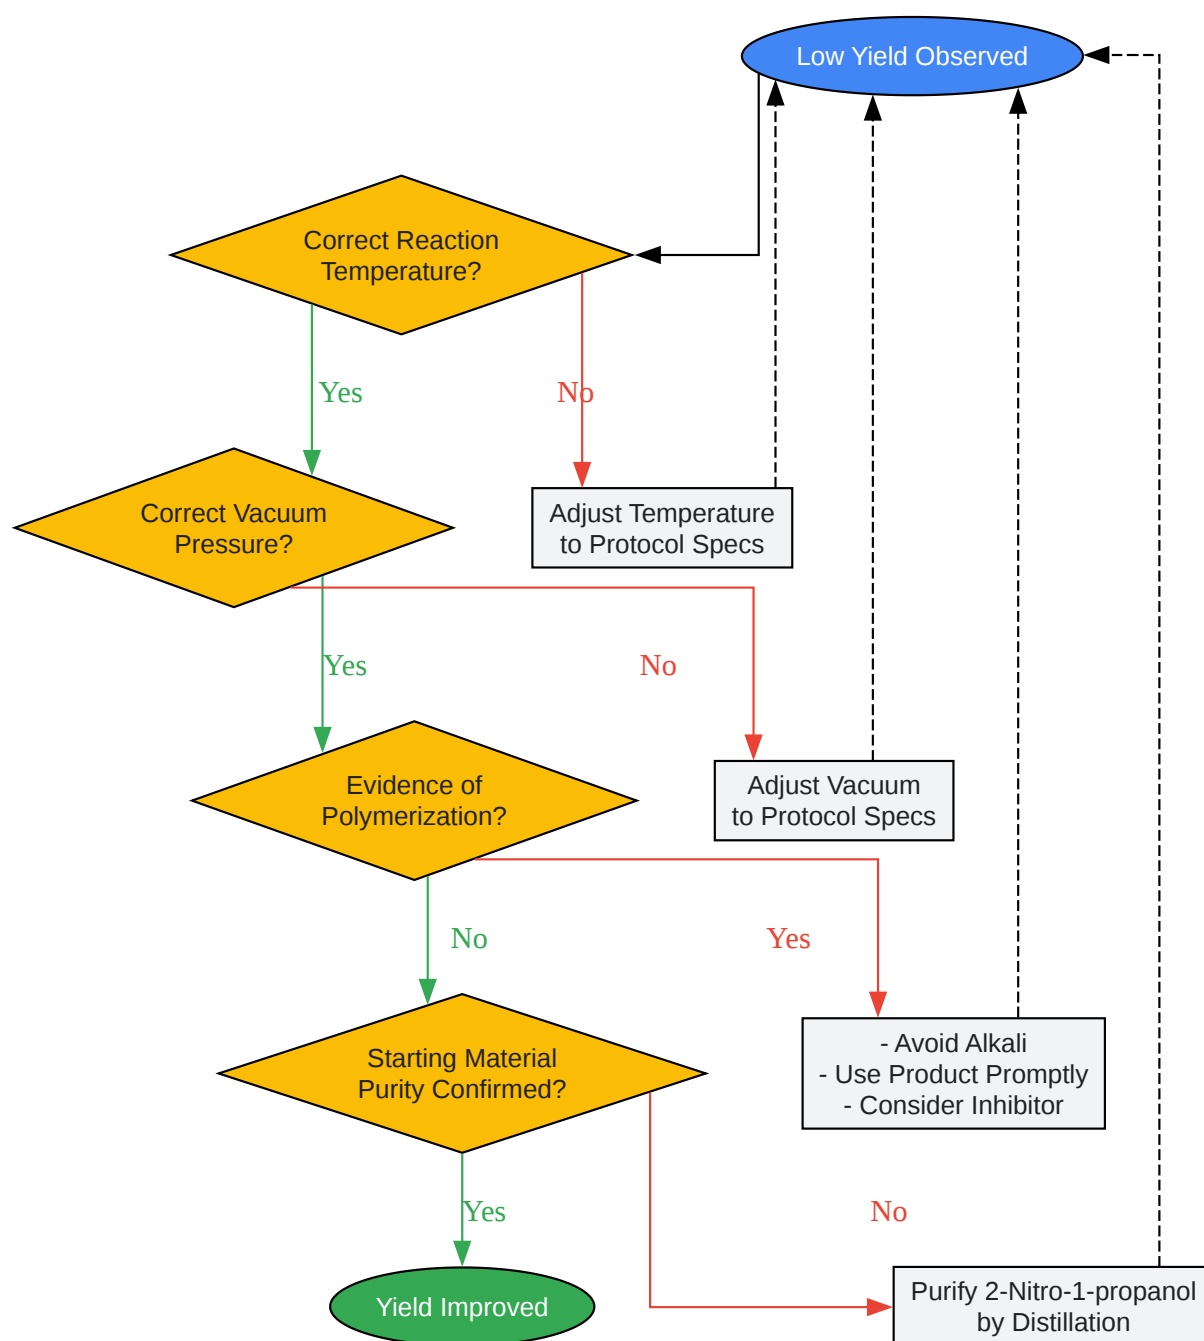 Low Yield Observed
Correct Reaction
Temperature?
Yes
No
Correct Vacuum
Pressure?
Adjust Temperature
to Protocol Specs
Yes
No
Evidence of
Polymerization?
Adjust Vacuum
to Protocol Specs
No
Yes
Starting Material
Purity Confirmed?
- Avoid Alkali
- Use Product Promptly
- Consider Inhibitor
Yes
No
Yield Improved
Purify 2-Nitro-1-propanol
by Distillation